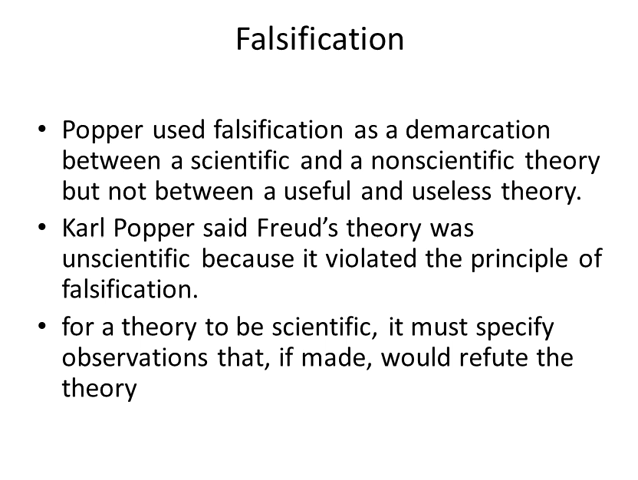 Falsification
• Popper used falsification as a demarcation
between a scientific and a nonscientific theory
but not between a useful and useless theory.
• Karl Popper said Freud's theory was
unscientific because it violated the principle of
falsification.
• for a theory to be scientific, it must specify
observations that, if made, would refute the
theory